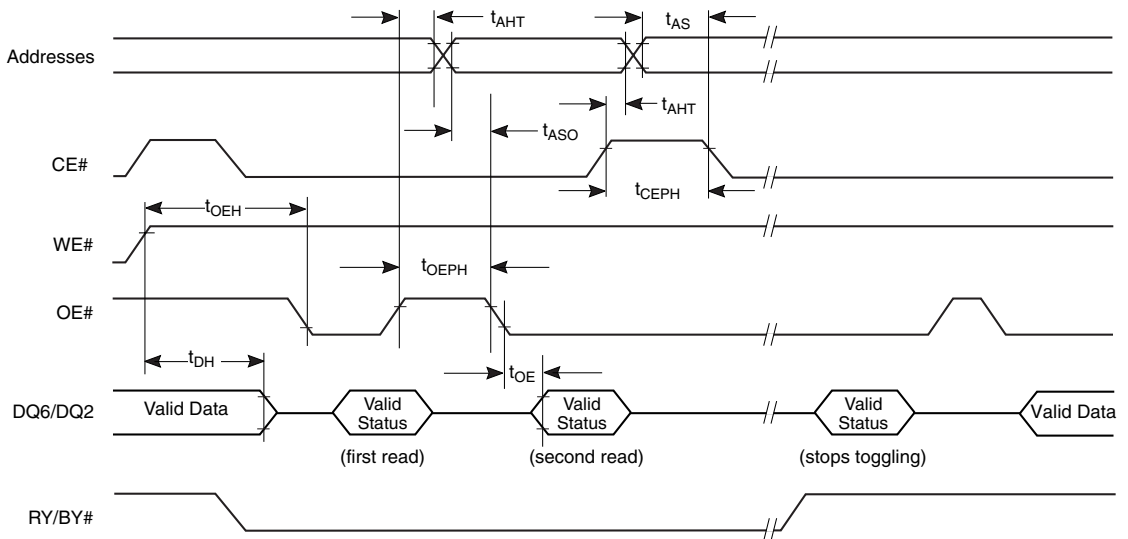 tAHT
tAS
Addresses
tAHT
tASO
CE#
tCEPH
tOEH
WE#
tOEPH
OE#
tDH
tOE
DQ6/DQ2
Valid Data
Valid
Status
Valid
Status
Valid
Status
Valid Data
(first read)
(second read)
(stops toggling)
RY/BY#